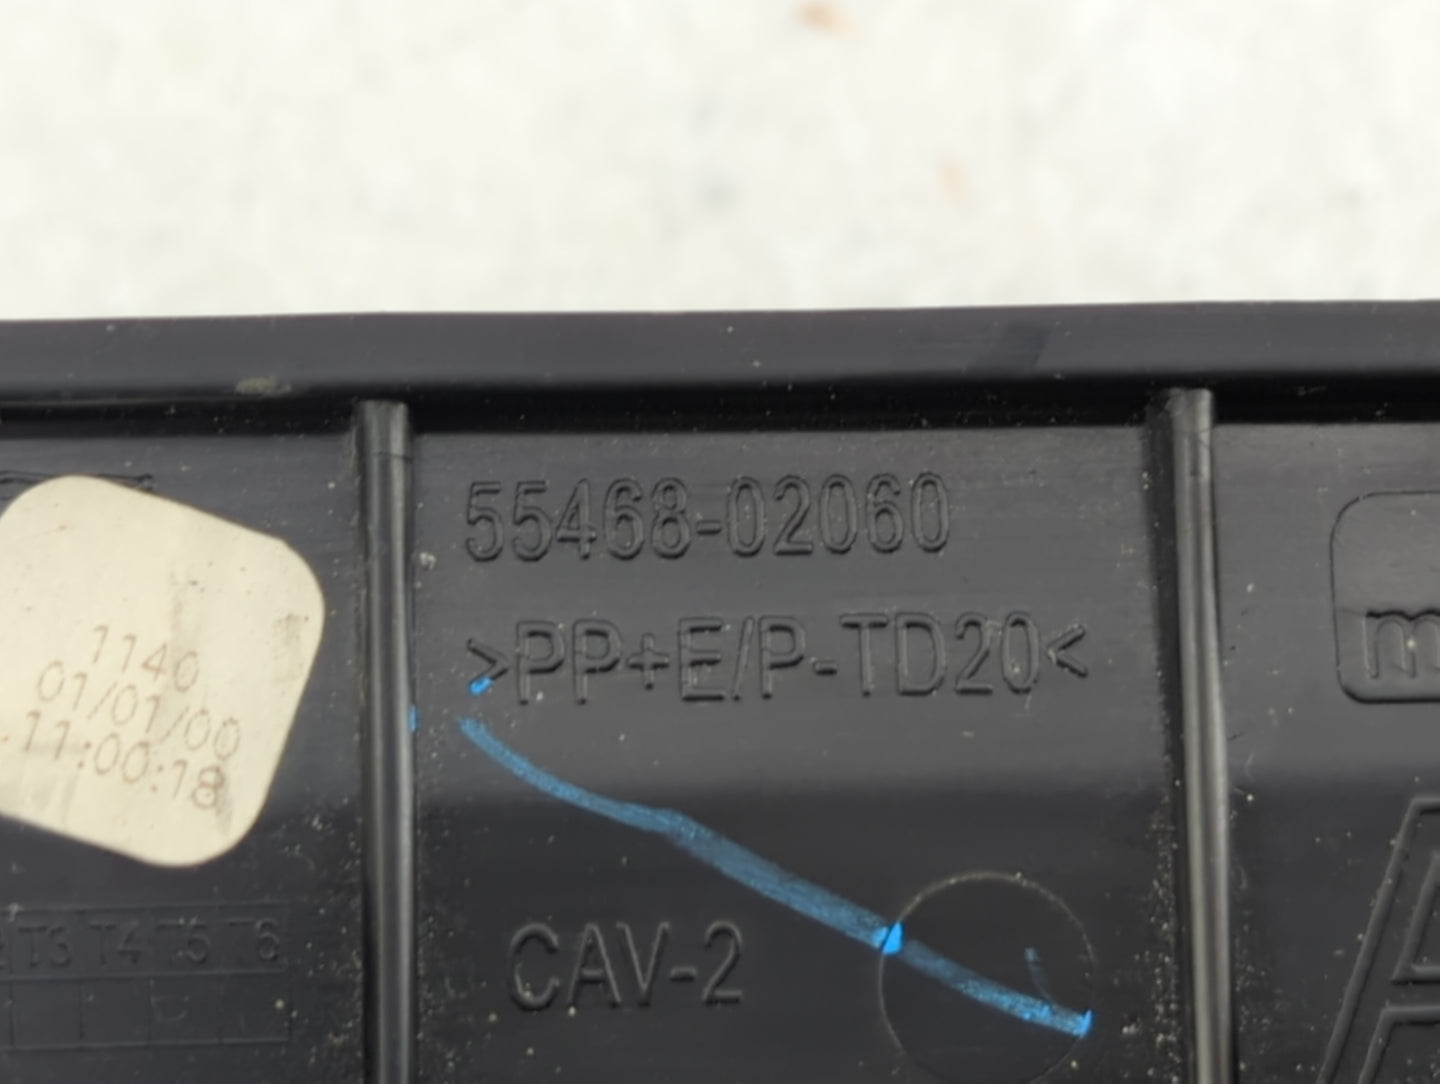 55468-02060
>PP+E/P-TD20<
1140
01/01/00
11:00:18
CAV-2
T3 T4 T5 T6
m
A